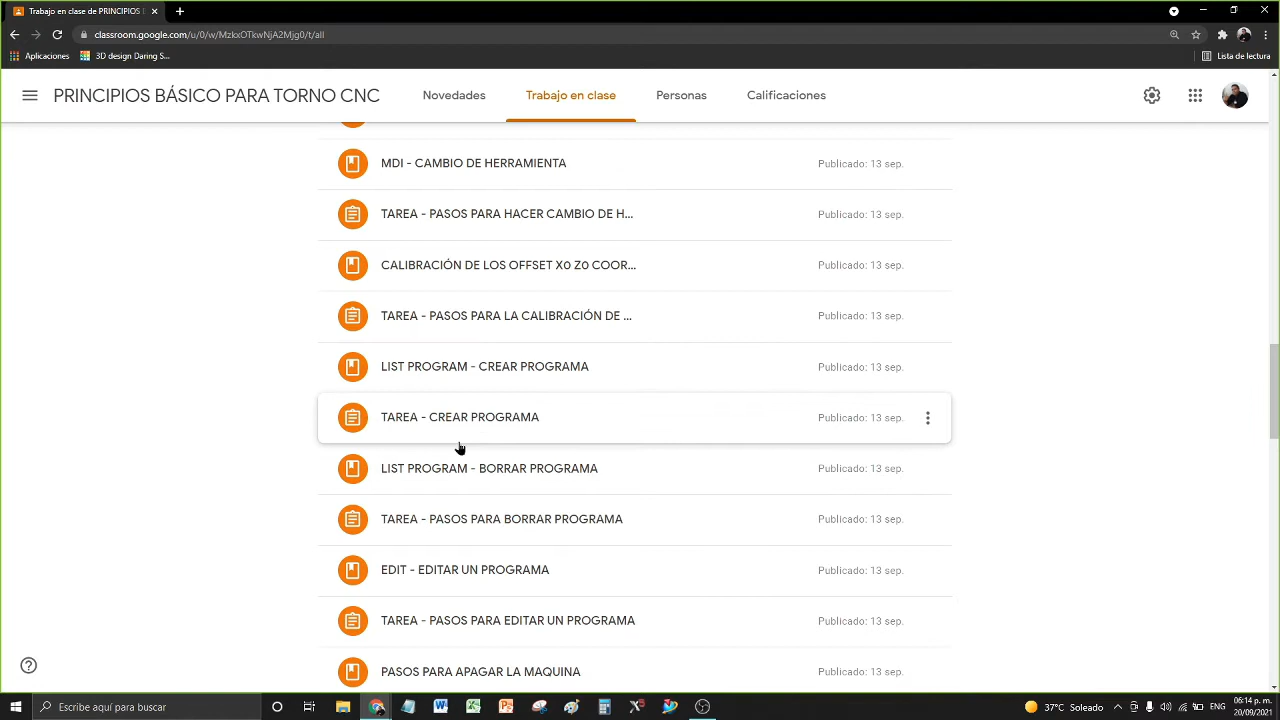 Trabajo en clase de PRINCIPIOS
classroom.google.com/u/0/w/MzkxOTkwNjA2Mjg0/t/all
Aplicaciones
3D design Daring S...
Lista de lectura
PRINCIPIOS BÁSICO PARA TORNO CNC
Novedades
Trabajo en clase
Personas
Calificaciones
MDI - CAMBIO DE HERRAMIENTA
Publicado: 13 sep.
TAREA - PASOS PARA HACER CAMBIO DE H...
Publicado: 13 sep.
CALIBRACIÓN DE LOS OFFSET X0 Z0 COOR...
Publicado: 13 sep.
TAREA - PASOS PARA LA CALIBRACIÓN DE ...
Publicado: 13 sep.
LIST PROGRAM - CREAR PROGRAMA
Publicado: 13 sep.
TAREA - CREAR PROGRAMA
Publicado: 13 sep.
LIST PROGRAM - BORRAR PROGRAMA
Publicado: 13 sep.
TAREA - PASOS PARA BORRAR PROGRAMA
Publicado: 13 sep.
EDIT - EDITAR UN PROGRAMA
Publicado: 13 sep.
TAREA - PASOS PARA EDITAR UN PROGRAMA
Publicado: 13 sep.
PASOS PARA APAGAR LA MAQUINA
Publicado: 13 sep.
Escribe aquí para buscar
37°C Soleado
ENG
06:14 p. m.
20/09/2021